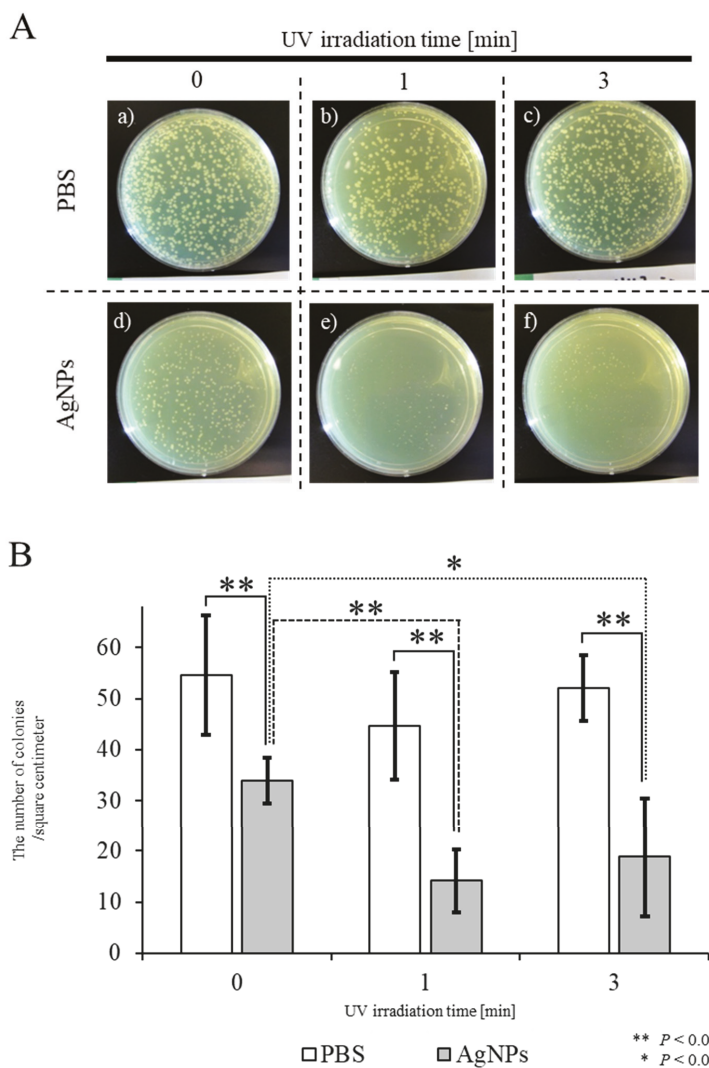 A
UV irradiation time [min]
0 1 3
PBS
a) b) c)
AgNPs
d) e) f)
B
The number of colonies
/square centimeter
60
50
40
30
20
10
0
**
**
*
**
**
0 1 3
UV irradiation time [min]
PBS AgNPs
** P < 0.0
* P < 0.0